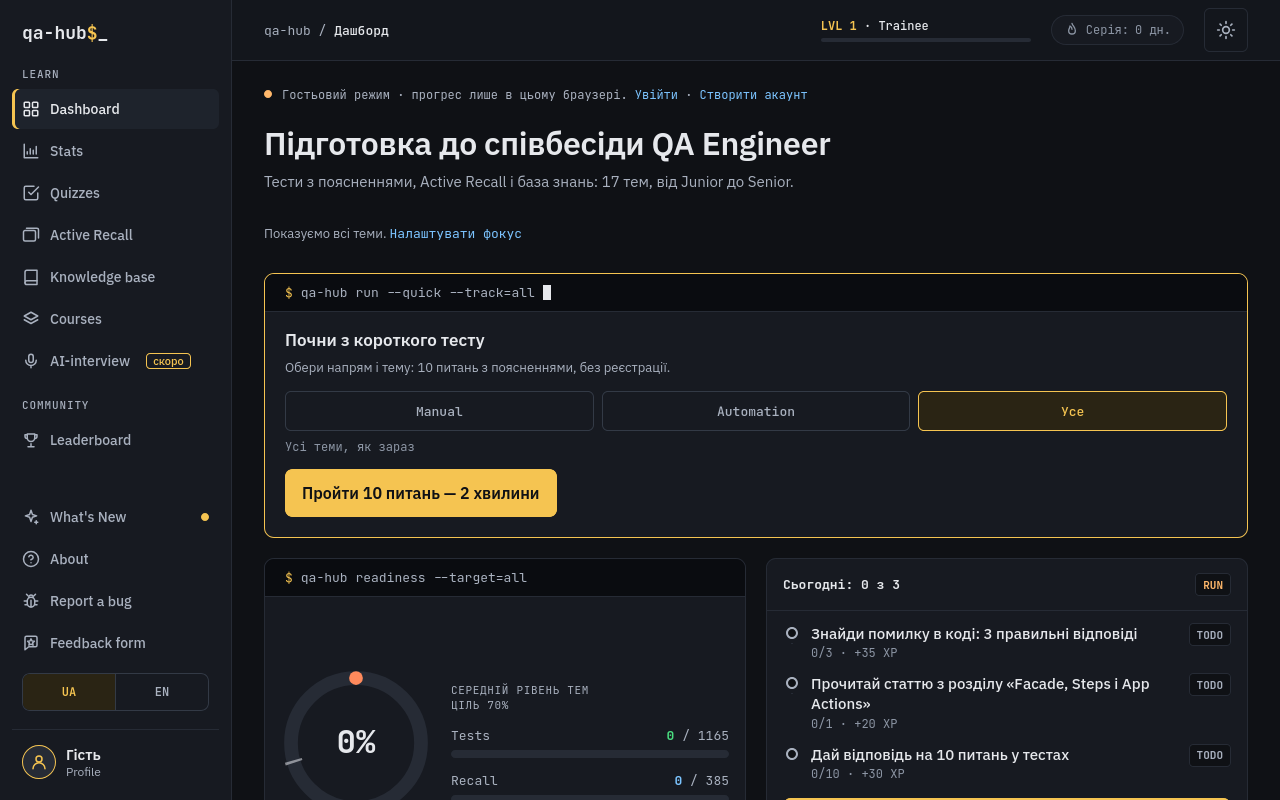 qa-hub$_
LEARN
Dashboard
Stats
Quizzes
Active Recall
Knowledge base
Courses
AI-interview скоро
COMMUNITY
Leaderboard
What's New
About
Report a bug
Feedback form
UA EN
Гість
Profile
qa-hub / Дашборд
LVL 1 · Trainee
Серія: 0 дн.
Гостьовий режим · прогрес лише в цьому браузері. Увійти · Створити акаунт
Підготовка до співбесіди QA Engineer
Тести з поясненнями, Active Recall і база знань: 17 тем, від Junior до Senior.
Показуємо всі теми. Налаштувати фокус
$ qa-hub run --quick --track=all
Почни з короткого тесту
Обери напрям і тему: 10 питань з поясненнями, без реєстрації.
Manual Automation Усе
Усі теми, як зараз
Пройти 10 питань — 2 хвилини
$ qa-hub readiness --target=all
0%
СЕРЕДНІЙ РІВЕНЬ ТЕМ
ЦІЛЬ 70%
Tests 0 / 1165
Recall 0 / 385
Сьогодні: 0 з 3 RUN
Знайди помилку в коді: 3 правильні відповіді TODO
0/3 · +35 XP
Прочитай статтю з розділу «Facade, Steps і App TODO
Actions»
0/1 · +20 XP
Дай відповідь на 10 питань у тестах TODO
0/10 · +30 XP